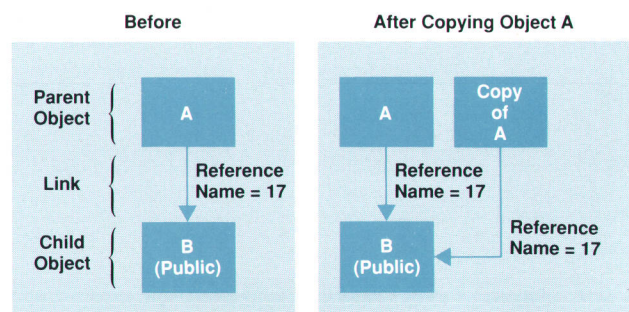 Before
After Copying Object A
Parent
Object
A
Link
Reference
Name = 17
Child
Object
B
(Public)
A
Copy
of
A
Reference
Name = 17
Reference
Name = 17
B
(Public)